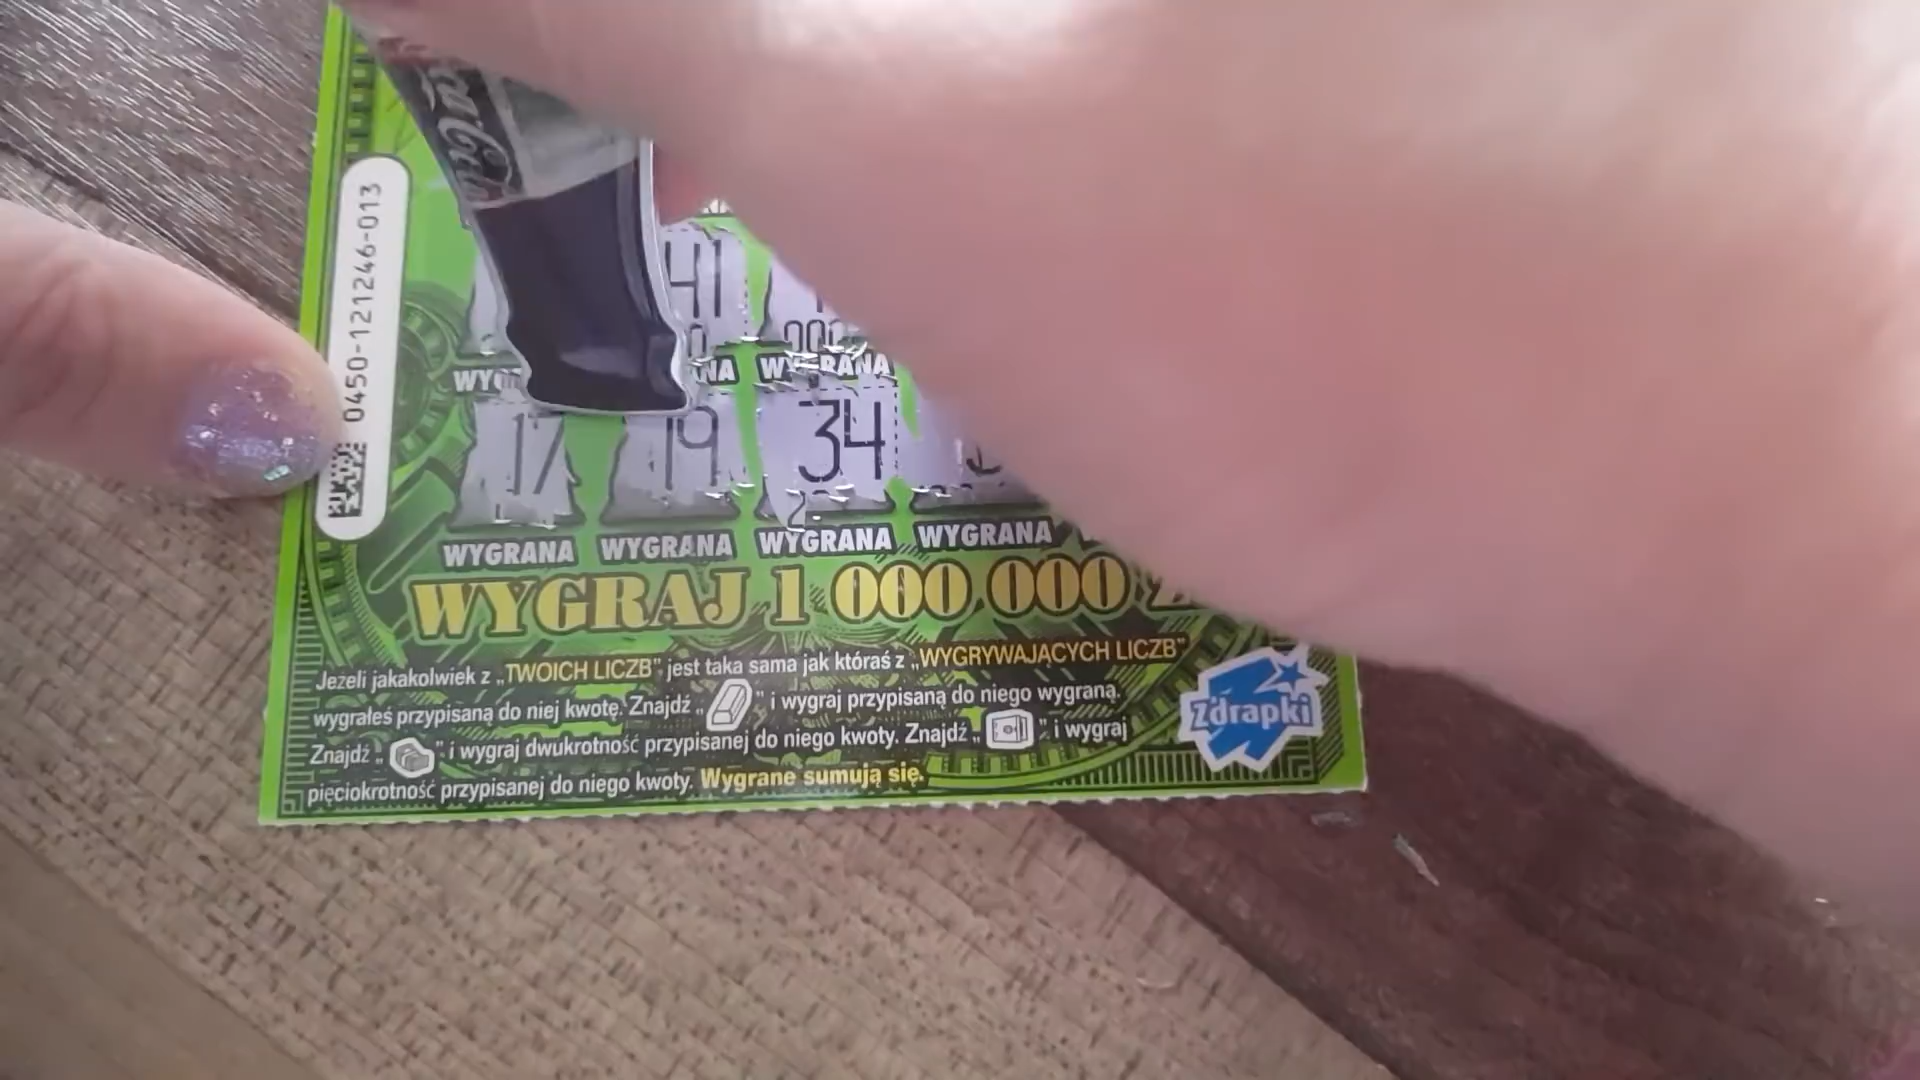 0450-121246-013
41
000
WYGRANA
17 19 34
WYGRANA WYGRANA WYGRANA WYGRANA
WYGRAJ 1 000 000
Jeżeli jakakolwiek z „TWOICH LICZB”, jest taka sama jak któraś z „WYGRYWAJĄCYCH LICZB”
wygrałeś przypisaną do niej kwotę. Znajdź „ ” i wygraj przypisaną do niego wygraną.
Znajdź „ ” i wygraj dwukrotność przypisanej do niego kwoty. Znajdź „ ” i wygraj
pięciokrotność przypisanej do niego kwoty. Wygrane sumują się.
Zdrapki